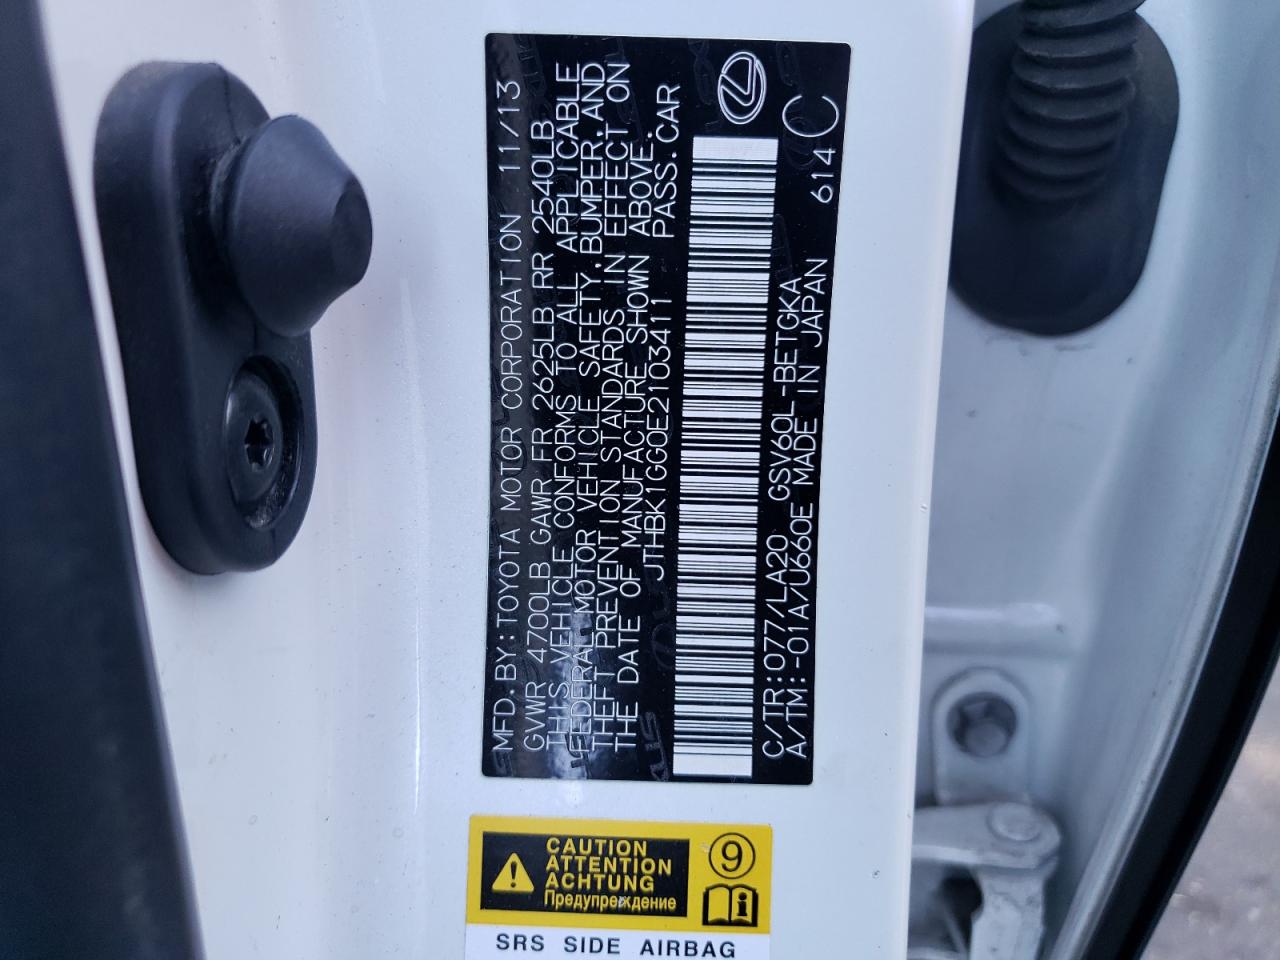 MFD.BY:TOYOTA MOTOR CORPORATION 11/13
GVWR 4700LB GAWR FR 2625LB RR 2540LB
THIS VEHICLE CONFORMS TO ALL APPLICABLE
FEDERAL MOTOR VEHICLE SAFETY,BUMPER,AND
THEFT PREVENTION STANDARDS IN EFFECT ON
THE DATE OF MANUFACTURE SHOWN ABOVE.
JTHBK1GG0E2103411 PASS.CAR
C/TR:077/LA20 GSV60L-BETGKA
A/TM:-01A/U660E MADE IN JAPAN 614 C
CAUTION
ATTENTION
ACHTUNG
Предупреждение
9
i
SRS SIDE AIRBAG